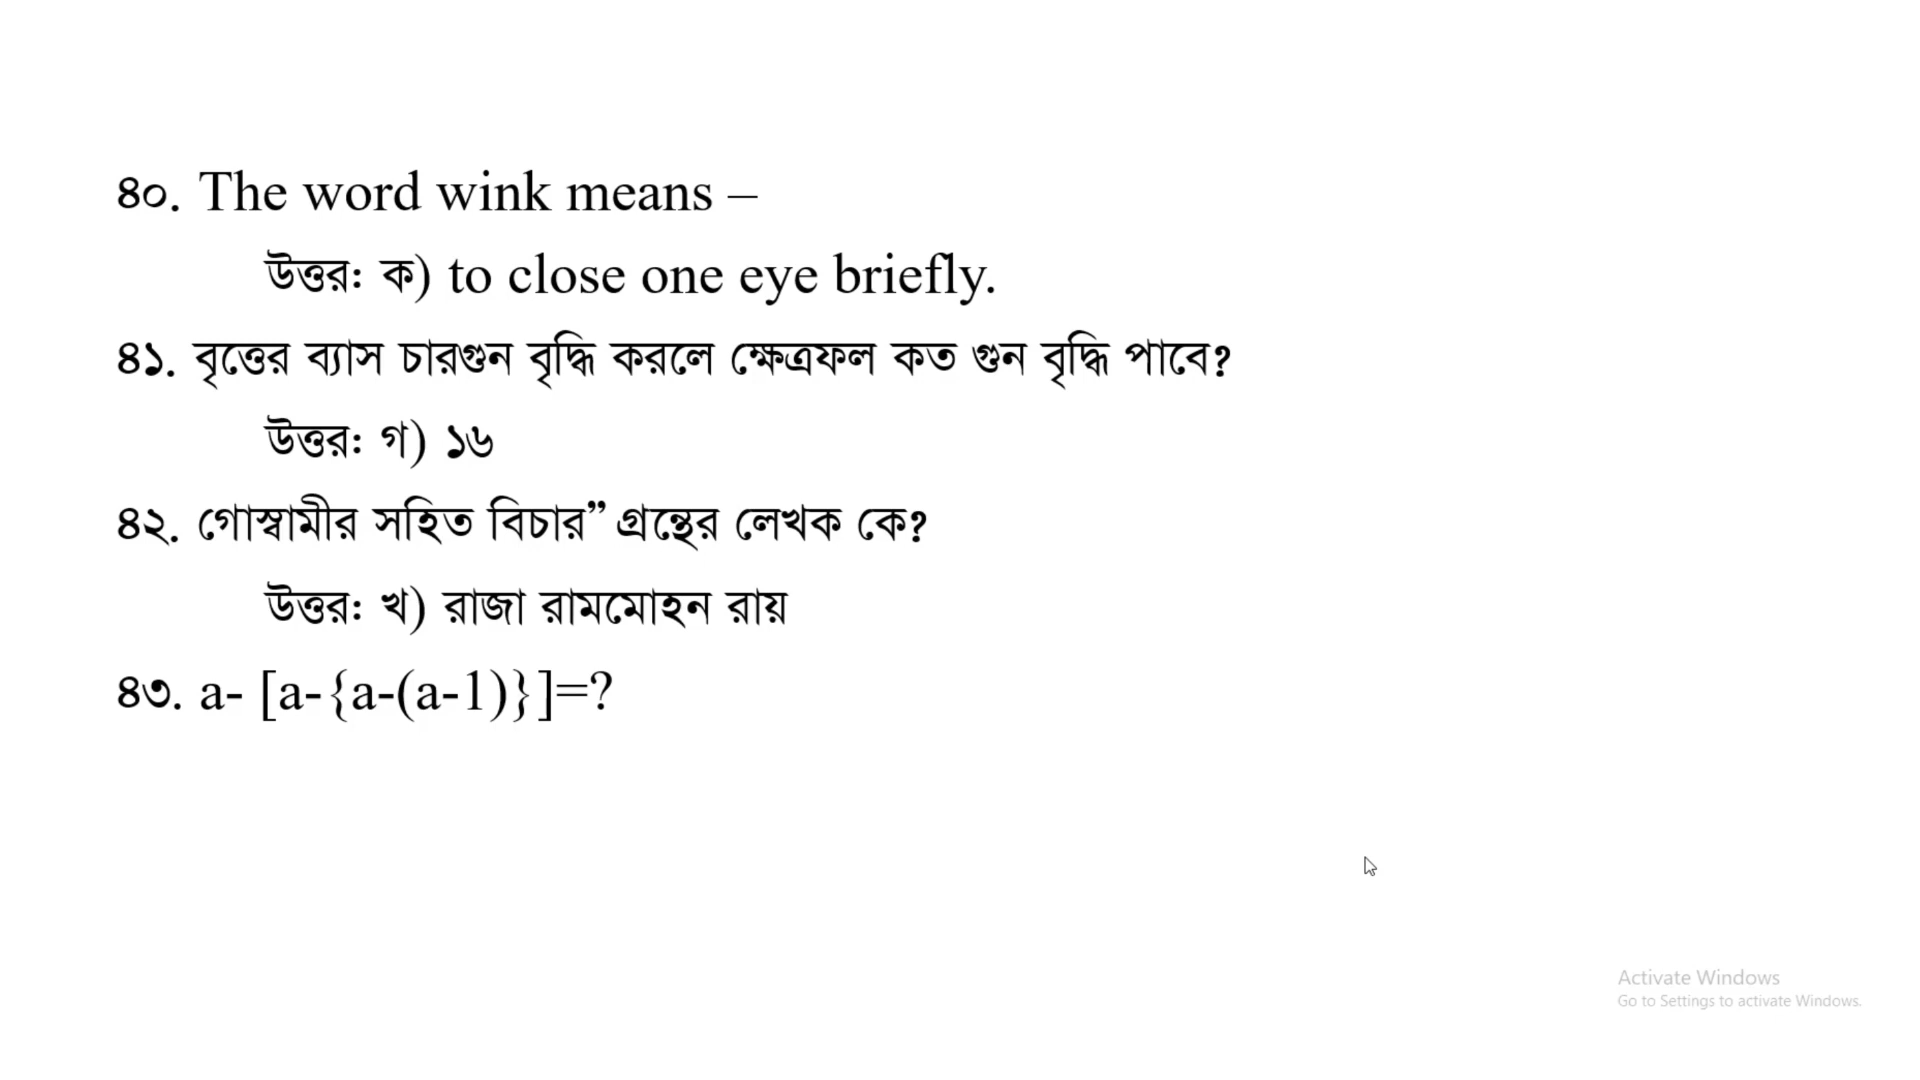 ৪০. The word wink means –
উত্তরঃ ক) to close one eye briefly.
৪১. বৃত্তের ব্যাস চারগুন বৃদ্ধি করলে ক্ষেত্রফল কত গুন বৃদ্ধি পাবে?
উত্তরঃ গ) ১৬
৪২. গোস্বামীর সহিত বিচার” গ্রন্থের লেখক কে?
উত্তরঃ খ) রাজা রামমোহন রায়
৪৩. a- [a-{a-(a-1)}]=?
Activate Windows
Go to Settings to activate Windows.